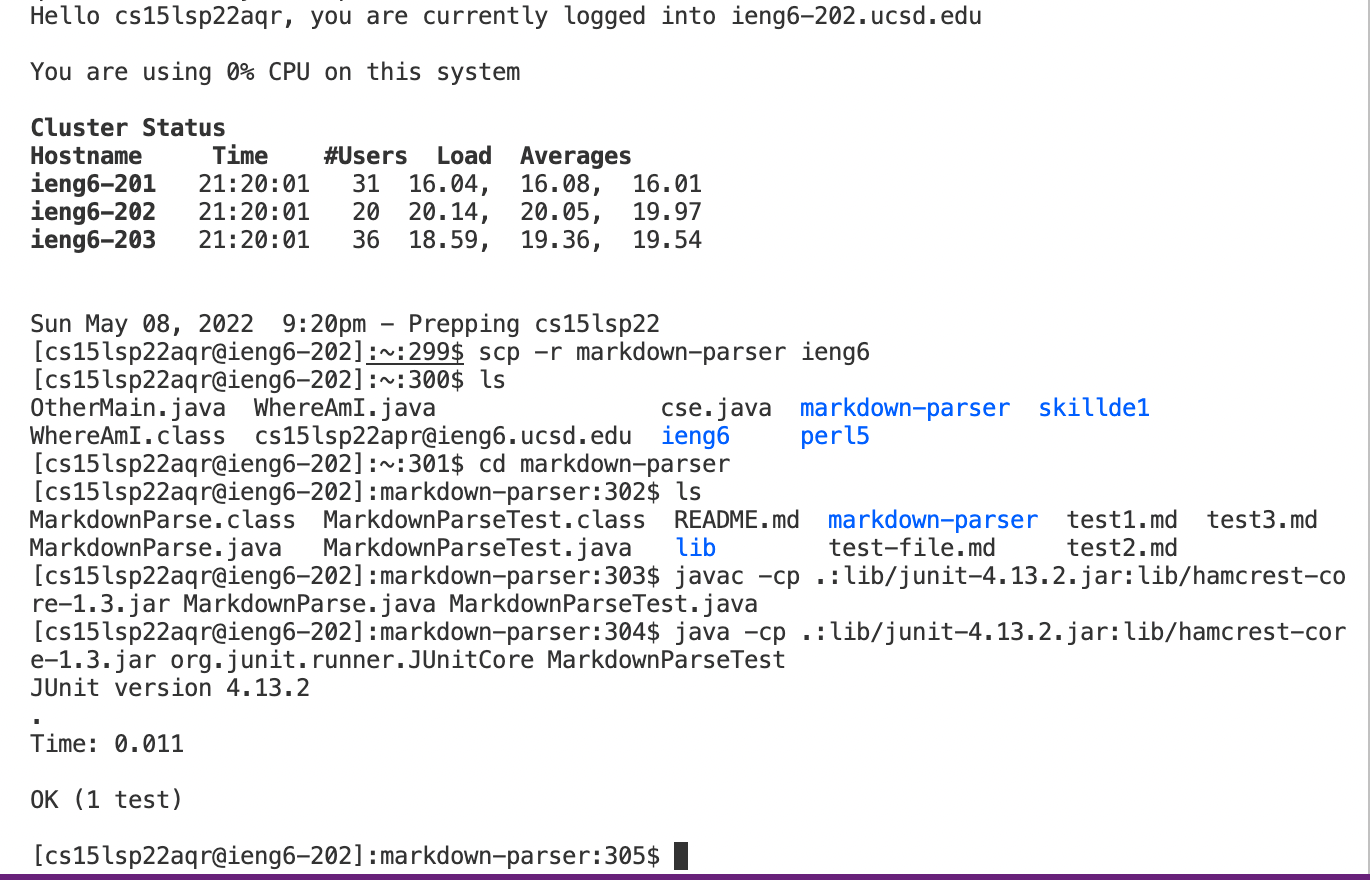 Hello cs15lsp22aqr, you are currently logged into ieng6-202.ucsd.edu
You are using 0% CPU on this system
Cluster Status
Hostname     Time    #Users  Load  Averages
ieng6-201   21:20:01   31  16.04,  16.08,  16.01
ieng6-202   21:20:01   20  20.14,  20.05,  19.97
ieng6-203   21:20:01   36  18.59,  19.36,  19.54
Sun May 08, 2022  9:20pm - Prepping cs15lsp22
[cs15lsp22aqr@ieng6-202]:~:299$ scp -r markdown-parser ieng6
[cs15lsp22aqr@ieng6-202]:~:300$ ls
OtherMain.java  WhereAmI.java                cse.java  markdown-parser  skillde1
WhereAmI.class  cs15lsp22apr@ieng6.ucsd.edu  ieng6     perl5
[cs15lsp22aqr@ieng6-202]:~:301$ cd markdown-parser
[cs15lsp22aqr@ieng6-202]:markdown-parser:302$ ls
MarkdownParse.class  MarkdownParseTest.class  README.md  markdown-parser  test1.md  test3.md
MarkdownParse.java   MarkdownParseTest.java   lib        test-file.md     test2.md
[cs15lsp22aqr@ieng6-202]:markdown-parser:303$ javac -cp .:lib/junit-4.13.2.jar:lib/hamcrest-co
re-1.3.jar MarkdownParse.java MarkdownParseTest.java
[cs15lsp22aqr@ieng6-202]:markdown-parser:304$ java -cp .:lib/junit-4.13.2.jar:lib/hamcrest-cor
e-1.3.jar org.junit.runner.JUnitCore MarkdownParseTest
JUnit version 4.13.2
.
Time: 0.011
OK (1 test)
[cs15lsp22aqr@ieng6-202]:markdown-parser:305$